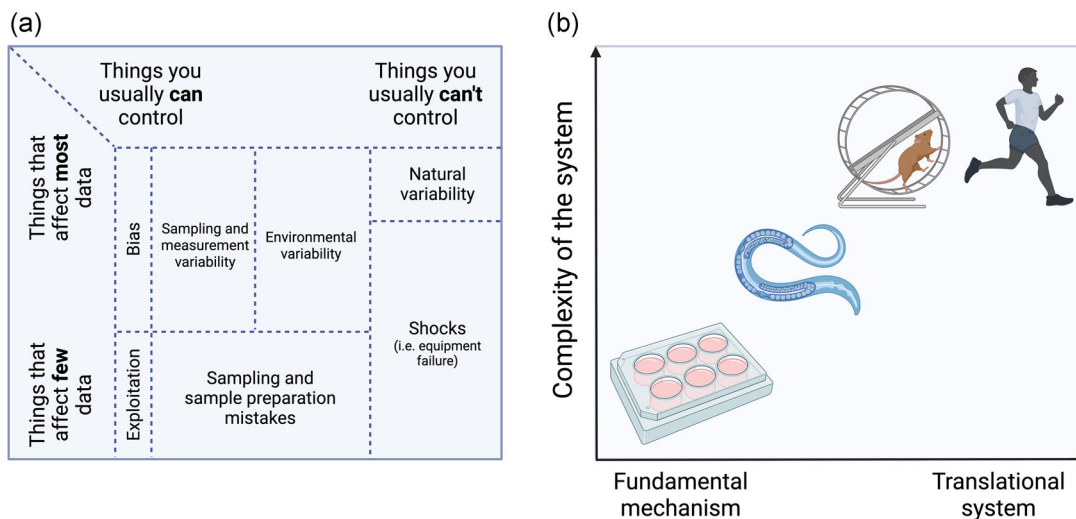 (a)
Things you
usually can
control
Things you
usually can't
control
Things that
affect most
data
Things that
affect few
data
Bias
Sampling and
measurement
variability
Environmental
variability
Natural
variability
Exploitation
Sampling and
sample preparation
mistakes
Shocks
(i.e. equipment
failure)
(b)
Complexity of the system
Fundamental
mechanism
Translational
system